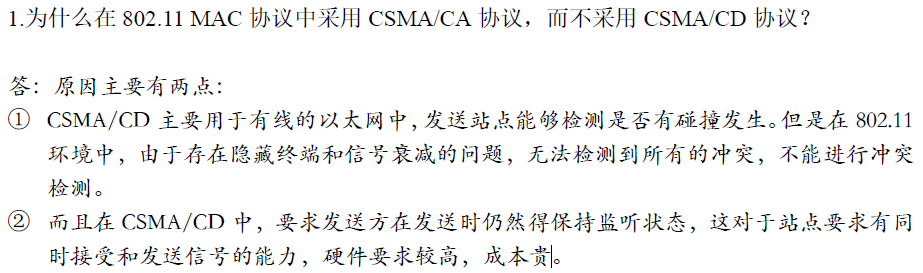 1.为什么在 802.11 MAC 协议中采用 CSMA/CA 协议，而不采用 CSMA/CD 协议？
答：原因主要有两点：
① CSMA/CD 主要用于有线的以太网中，发送站点能够检测是否有碰撞发生。但是在 802.11
环境中，由于存在隐藏终端和信号衰减的问题，无法检测到所有的冲突，不能进行冲突
检测。
② 而且在 CSMA/CD 中，要求发送方在发送时仍然得保持监听状态，这对于站点要求有同
时接受和发送信号的能力，硬件要求较高，成本贵。